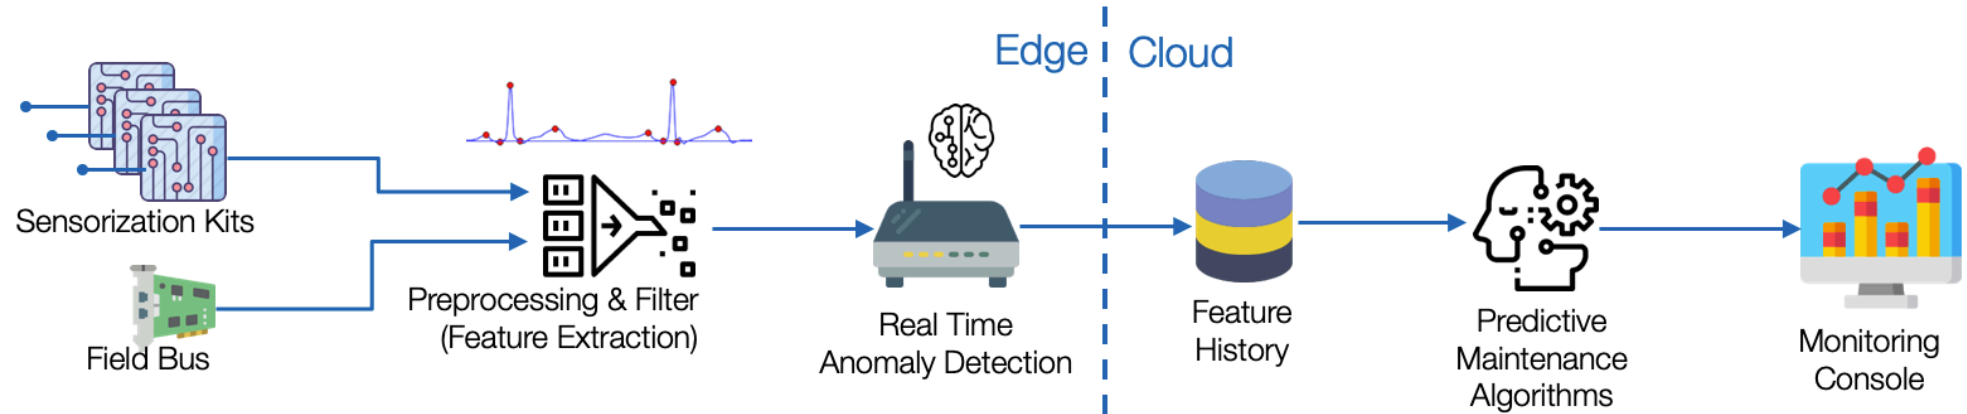 Edge
Cloud
Sensorization Kits
Field Bus
Preprocessing & Filter
(Feature Extraction)
Real Time
Anomaly Detection
Feature
History
Predictive
Maintenance
Algorithms
Monitoring
Console